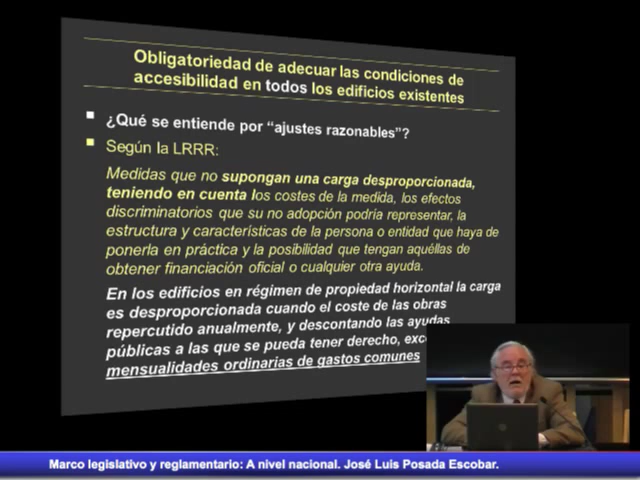 Obligatoriedad de adecuar las condiciones de
accesibilidad en todos los edificios existentes
¿Qué se entiende por “ajustes razonables”?
Según la LRRR:
Medidas que no supongan una carga desproporcionada,
teniendo en cuenta los costes de la medida, los efectos
discriminatorios que su no adopción podría representar, la
estructura y características de la persona o entidad que haya de
ponerla en práctica y la posibilidad que tengan aquéllas de
obtener financiación oficial o cualquier otra ayuda.
En los edificios en régimen de propiedad horizontal la carga
es desproporcionada cuando el coste de las obras
repercutido anualmente, y descontando las ayudas
públicas a las que se pueda tener derecho,
mensualidades ordinarias de gastos comunes
Marco legislativo y reglamentario: A nivel nacional. José Luis Posada Escobar.